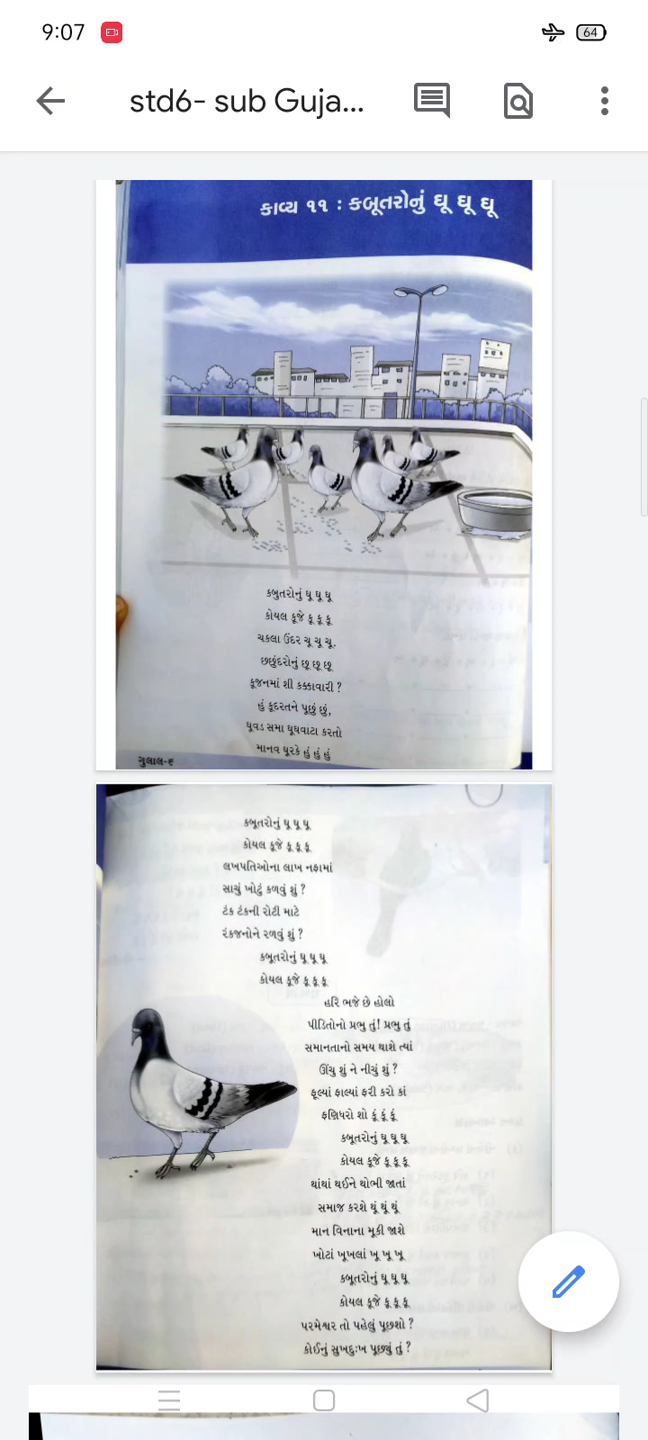 9:07
64
std6- sub Guja...
કાવ્ય ૧૧ : કબૂતરોનું ઘૂ ઘૂ ઘૂ
કબુતરોનું ઘૂ ઘૂ ઘૂ
કોયલ કૂજે કૂ કૂ કૂ
ચકલા ઉંદર ચૂ ચૂ ચૂ,
છછુંદરોનું છૂ છૂ છૂ
કૂજનમાં શી કક્કાવારી ?
હું કુદરતને પૂછું છું,
ઘૂવડ સમા ઘૂઘવાટા કરતો
માનવ ઘૂરકે હું હું હું
ગુલાલ-૬
કબૂતરોનું ઘૂ ઘૂ ઘૂ
કોયલ કૂજે કૂ કૂ કૂ
લખપતિઓના લાખ નફામાં
સાચું ખોટું કળવું શું ?
ટંક ટંકની રોટી માટે
રંકજનોને રળવું શું ?
કબૂતરોનું ઘૂ ઘૂ ઘૂ
કોયલ કૂજે કૂ કૂ કૂ
હરિ ભજે છે હોલો
પીડિતોનો પ્રભુ તું! પ્રભુ તું
સમાનતાનો સમય થાશે ત્યાં
ઊંચુ શું ને નીચું શું ?
ફૂલ્યાં ફાલ્યાં ફરી કરો કાં
ફણિધરો શો ફૂં ફૂં ફૂં
કબૂતરોનું ઘૂ ઘૂ ઘૂ
કોયલ કૂજે કૂ કૂ કૂ
થાંથાં થઈને થોભી જાતાં
સમાજ કરશે થૂં થૂં થૂં
માન વિનાના મૂકી જાશે
ખોટાં ખૂખલાં ખૂ ખૂ ખૂ
કબૂતરોનું ઘૂ ઘૂ ઘૂ
કોયલ કૂજે કૂ કૂ કૂ
પરમેશ્વર તો પહેલું પૂછશો ?
કોઈનું સુખદુઃખ પૂછ્યું તું ?